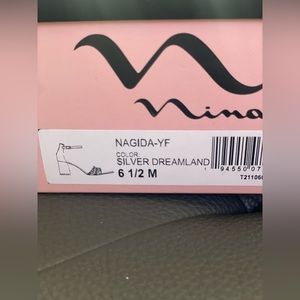 Nina
NAGIDA-YF
COLOR
SILVER DREAMLAND
6 1/2 M